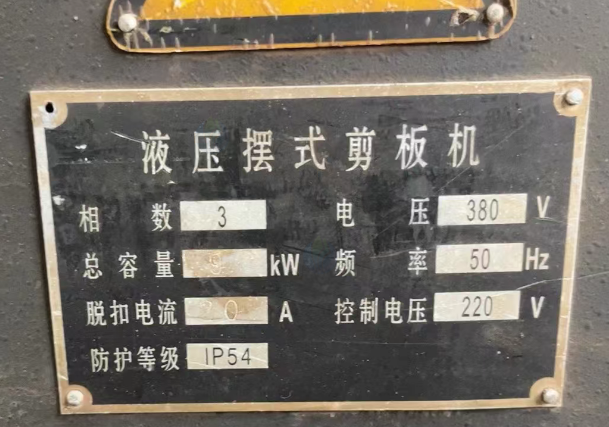 液压摆式剪板机
相数 3 电压 380 V
总容量 kW 频率 50 Hz
脱扣电流 A 控制电压 220 V
防护等级 IP54